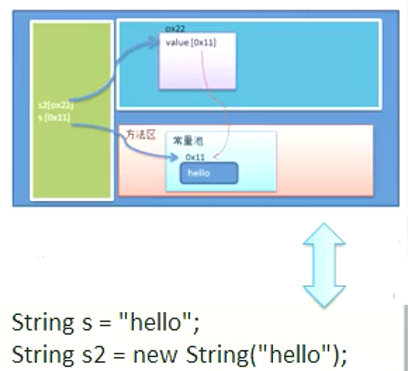 ox22
value [0x11]
s2[ox22]
s [0x11]
方法区
常量池
0x11
hello
String s = "hello";
String s2 = new String("hello");